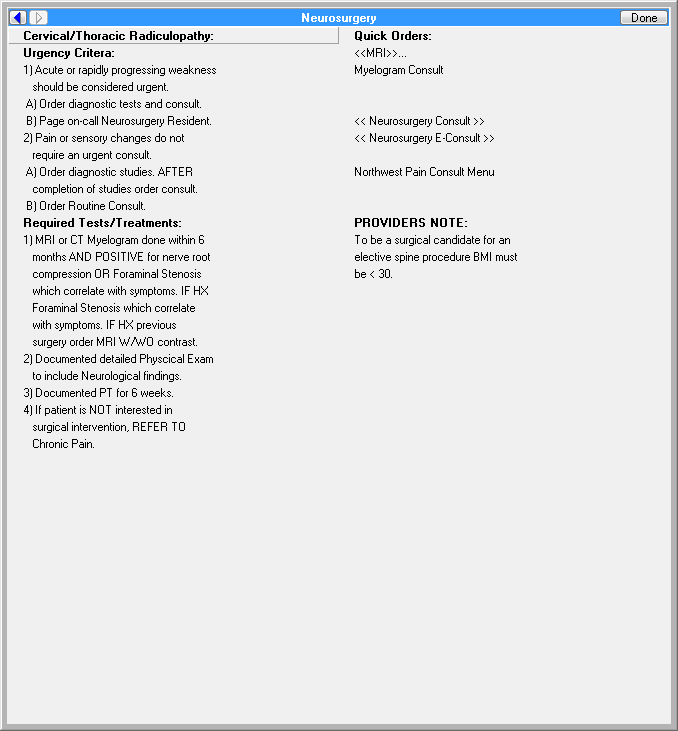 Neurosurgery
Done
Cervical/Thoracic Radiculopathy:
Urgency Critera:
1) Acute or rapidly progressing weakness
should be considered urgent.
A) Order diagnostic tests and consult.
B) Page on-call Neurosurgery Resident.
2) Pain or sensory changes do not
require an urgent consult.
A) Order diagnostic studies. AFTER
completion of studies order consult.
B) Order Routine Consult.
Required Tests/Treatments:
1) MRI or CT Myelogram done within 6
months AND POSITIVE for nerve root
compression OR Foraminal Stenosis
which correlate with symptoms. IF HX
Foraminal Stenosis which correlate
with symptoms. IF HX previous
surgery order MRI W/WO contrast.
2) Documented detailed Physcical Exam
to include Neurological findings.
3) Documented PT for 6 weeks.
4) If patient is NOT interested in
surgical intervention, REFER TO
Chronic Pain.
Quick Orders:
<<MRI>>...
Myelogram Consult
<< Neurosurgery Consult >>
<< Neurosurgery E-Consult >>
Northwest Pain Consult Menu
PROVIDERS NOTE:
To be a surgical candidate for an
elective spine procedure BMI must
be < 30.